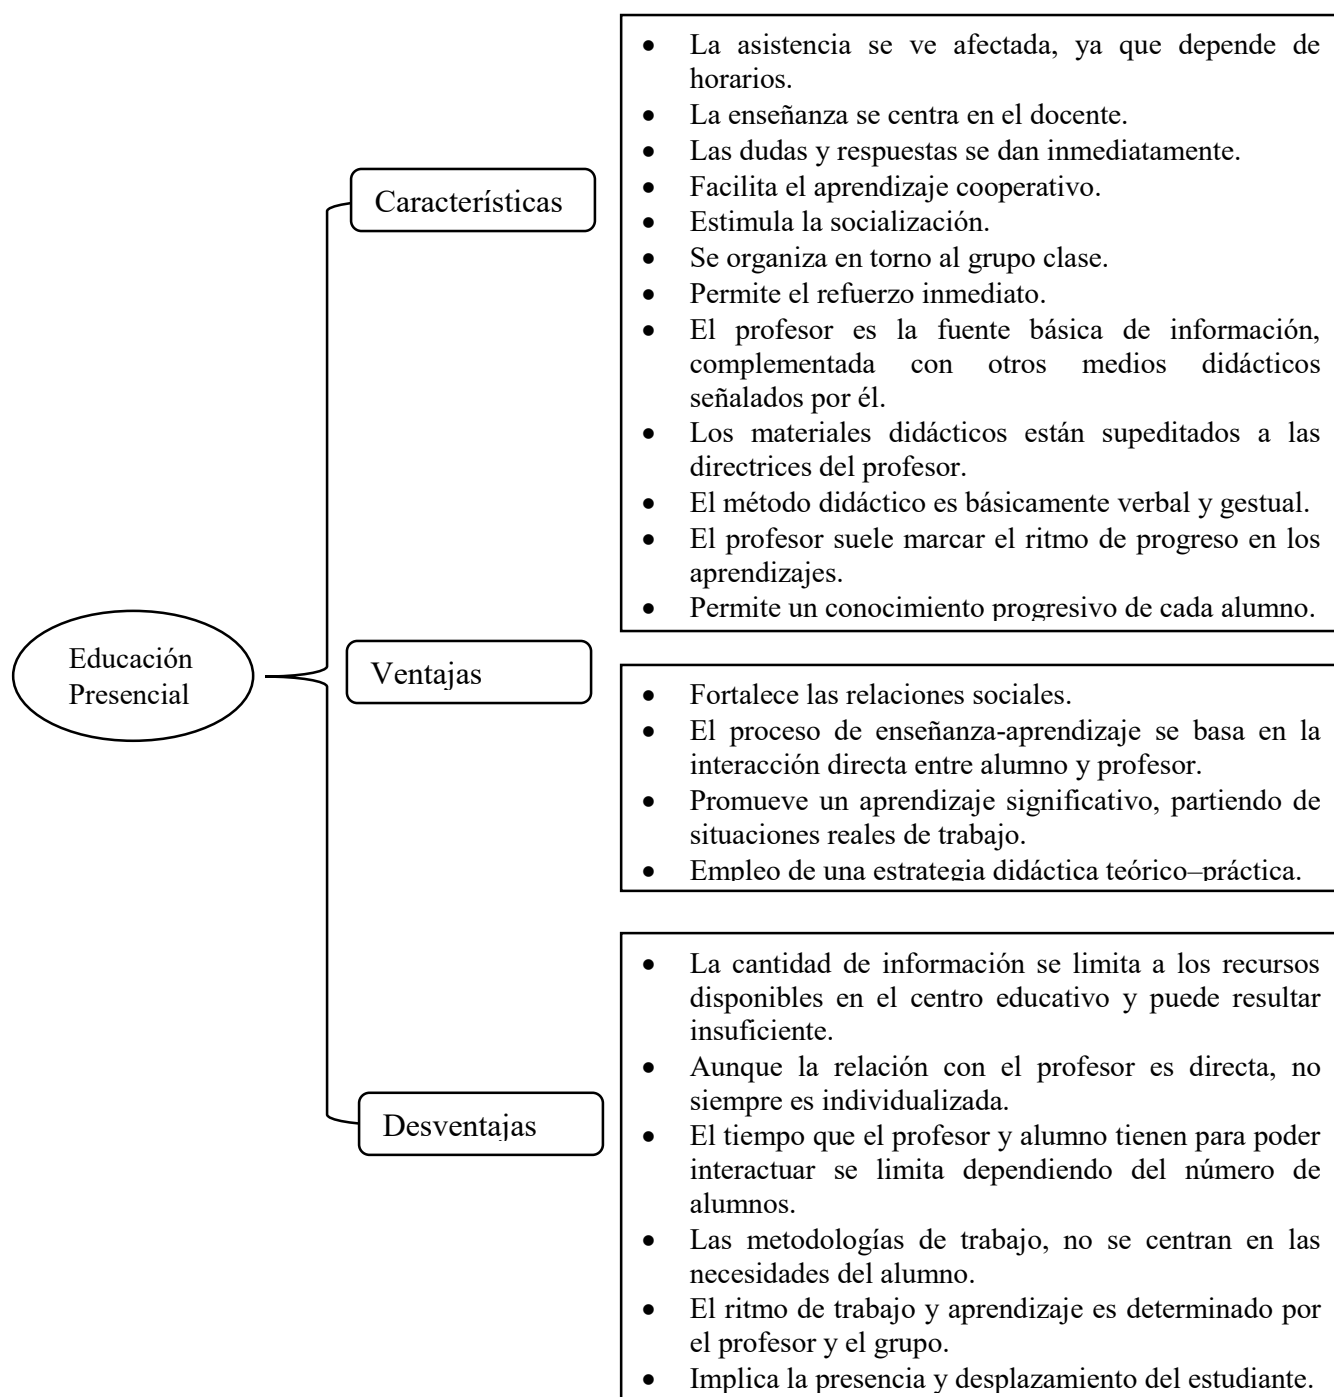 Educación
Presencial
Características
• La asistencia se ve afectada, ya que depende de
horarios.
• La enseñanza se centra en el docente.
• Las dudas y respuestas se dan inmediatamente.
• Facilita el aprendizaje cooperativo.
• Estimula la socialización.
• Se organiza en torno al grupo clase.
• Permite el refuerzo inmediato.
• El profesor es la fuente básica de información,
complementada con otros medios didácticos
señalados por él.
• Los materiales didácticos están supeditados a las
directrices del profesor.
• El método didáctico es básicamente verbal y gestual.
• El profesor suele marcar el ritmo de progreso en los
aprendizajes.
• Permite un conocimiento progresivo de cada alumno.
Ventajas
• Fortalece las relaciones sociales.
• El proceso de enseñanza-aprendizaje se basa en la
interacción directa entre alumno y profesor.
• Promueve un aprendizaje significativo, partiendo de
situaciones reales de trabajo.
• Empleo de una estrategia didáctica teórico–práctica.
Desventajas
• La cantidad de información se limita a los recursos
disponibles en el centro educativo y puede resultar
insuficiente.
• Aunque la relación con el profesor es directa, no
siempre es individualizada.
• El tiempo que el profesor y alumno tienen para poder
interactuar se limita dependiendo del número de
alumnos.
• Las metodologías de trabajo, no se centran en las
necesidades del alumno.
• El ritmo de trabajo y aprendizaje es determinado por
el profesor y el grupo.
• Implica la presencia y desplazamiento del estudiante.